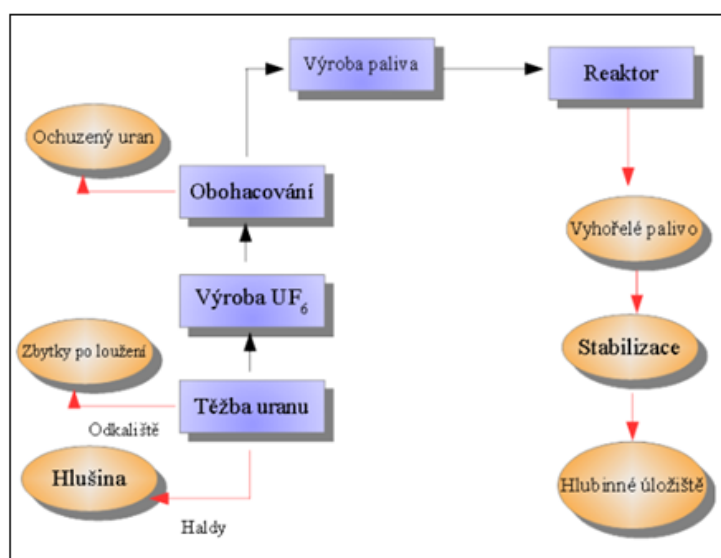 Výroba paliva
Reaktor
Ochuzený uran
Obohacování
Vyhořelé palivo
Výroba UF₆
Zbytky po loužení
Stabilizace
Těžba uranu
Odkaliště
Hlušina
Hlubinné úložiště
Haldy